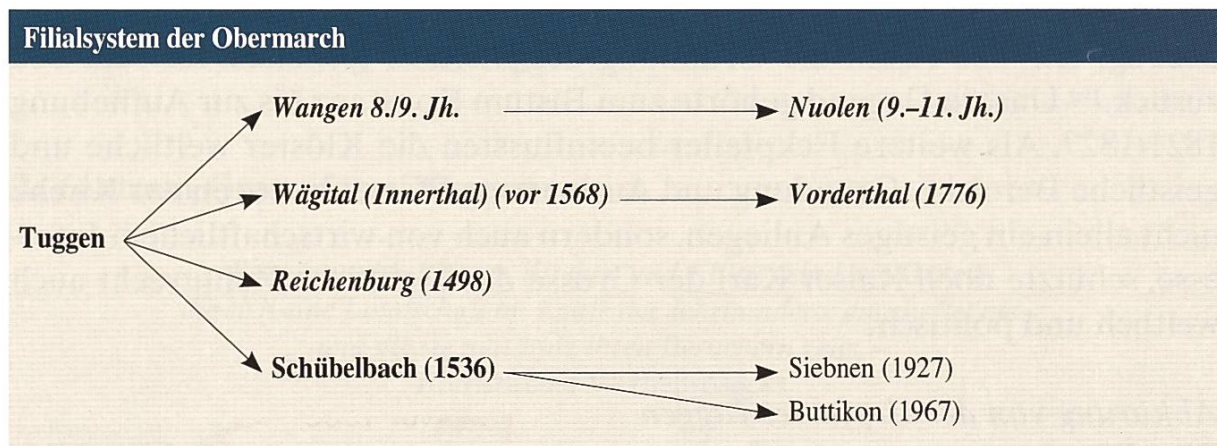 Filialsystem der Obermarch
Wangen 8./9. Jh. Nuolen (9.–11. Jh.)
Wägital (Innerthal) (vor 1568) Vorderthal (1776)
Tuggen
Reichenburg (1498)
Schübelbach (1536) Siebnen (1927)
Buttikon (1967)